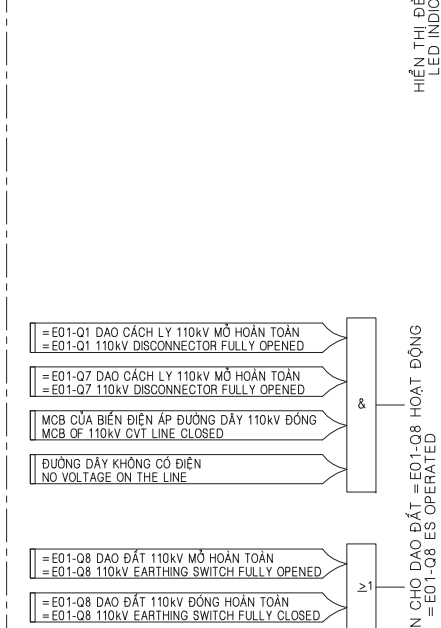 HIỂN THỊ
LED
=E01-Q1 DAO CÁCH LY 110kV MỞ HOÀN TOÀN
=E01-Q1 110kV DISCONNECTOR FULLY OPENED
=E01-Q7 DAO CÁCH LY 110kV MỞ HOÀN TOÀN
=E01-Q7 110kV DISCONNECTOR FULLY OPENED
MCB CỦA BIẾN ĐIỆN ÁP ĐƯỜNG DÂY 110kV ĐÓNG
MCB OF 110kV CVT LINE CLOSED
ĐƯỜNG DÂY KHÔNG CÓ ĐIỆN
NO VOLTAGE ON THE LINE
&
=E01-Q8 DAO ĐẤT 110kV MỞ HOÀN TOÀN
=E01-Q8 110kV EARTHING SWITCH FULLY OPENED
=E01-Q8 DAO ĐẤT 110kV ĐÓNG HOÀN TOÀN
=E01-Q8 110kV EARTHING SWITCH FULLY CLOSED
≥1
CHO DAO ĐẤT =E01-Q8 HOẠT ĐỘNG
=E01-Q8 ES OPERATED